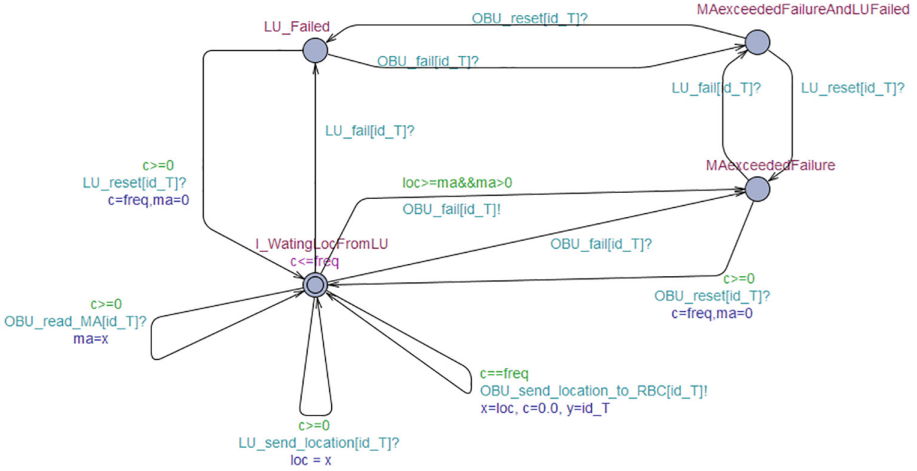 MAexceededFailureAndLUFailed
OBU_reset[id_T]?
LU_Failed
OBU_fail[id_T]?
LU_fail[id_T]?
LU_reset[id_T]?
LU_fail[id_T]?
c>=0
LU_reset[id_T]?
c=freq,ma=0
MAexceededFailure
loc>=ma&&ma>0
OBU_fail[id_T]!
I_WatingLocFromLU
c<=freq
OBU_fail[id_T]?
c>=0
OBU_reset[id_T]?
c=freq,ma=0
c>=0
OBU_read_MA[id_T]?
ma=x
c==freq
OBU_send_location_to_RBC[id_T]!
x=loc, c=0.0, y=id_T
c>=0
LU_send_location[id_T]?
loc = x